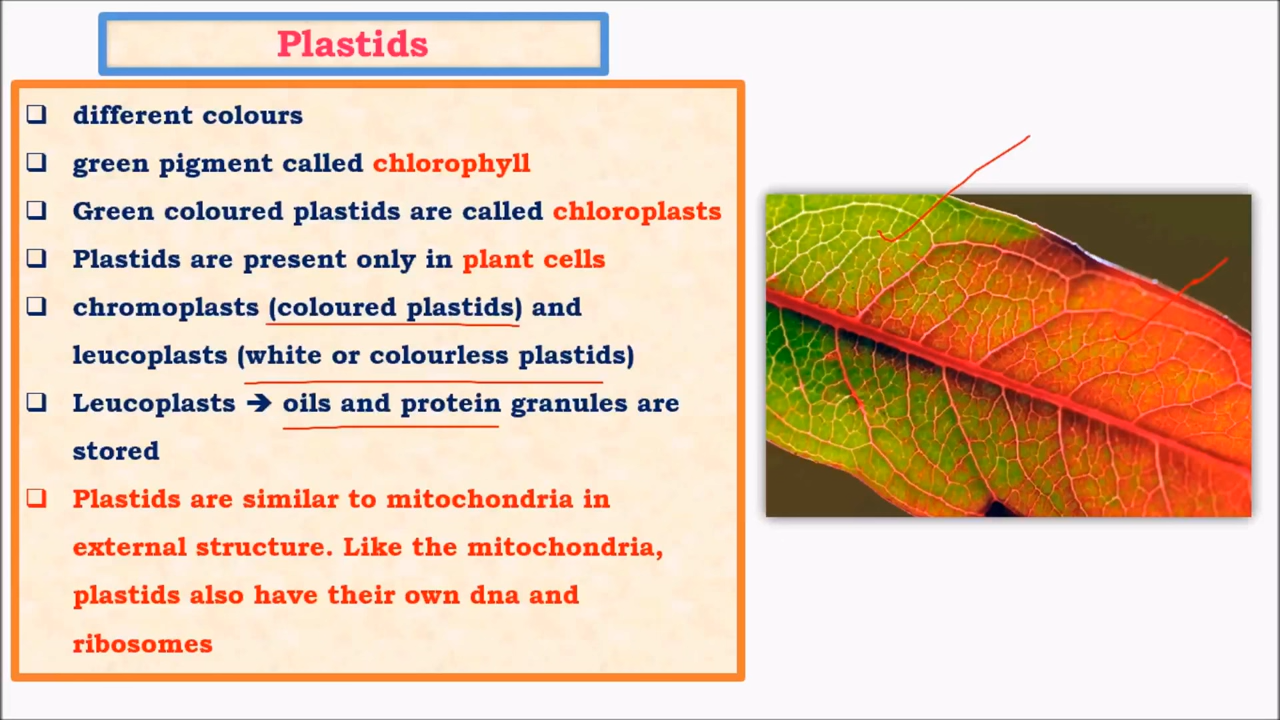 Plastids
❑ different colours
❑ green pigment called chlorophyll
❑ Green coloured plastids are called chloroplasts
❑ Plastids are present only in plant cells
❑ chromoplasts (coloured plastids) and
leucoplasts (white or colourless plastids)
❑ Leucoplasts ➔ oils and protein granules are
stored
❑ Plastids are similar to mitochondria in
external structure. Like the mitochondria,
plastids also have their own dna and
ribosomes